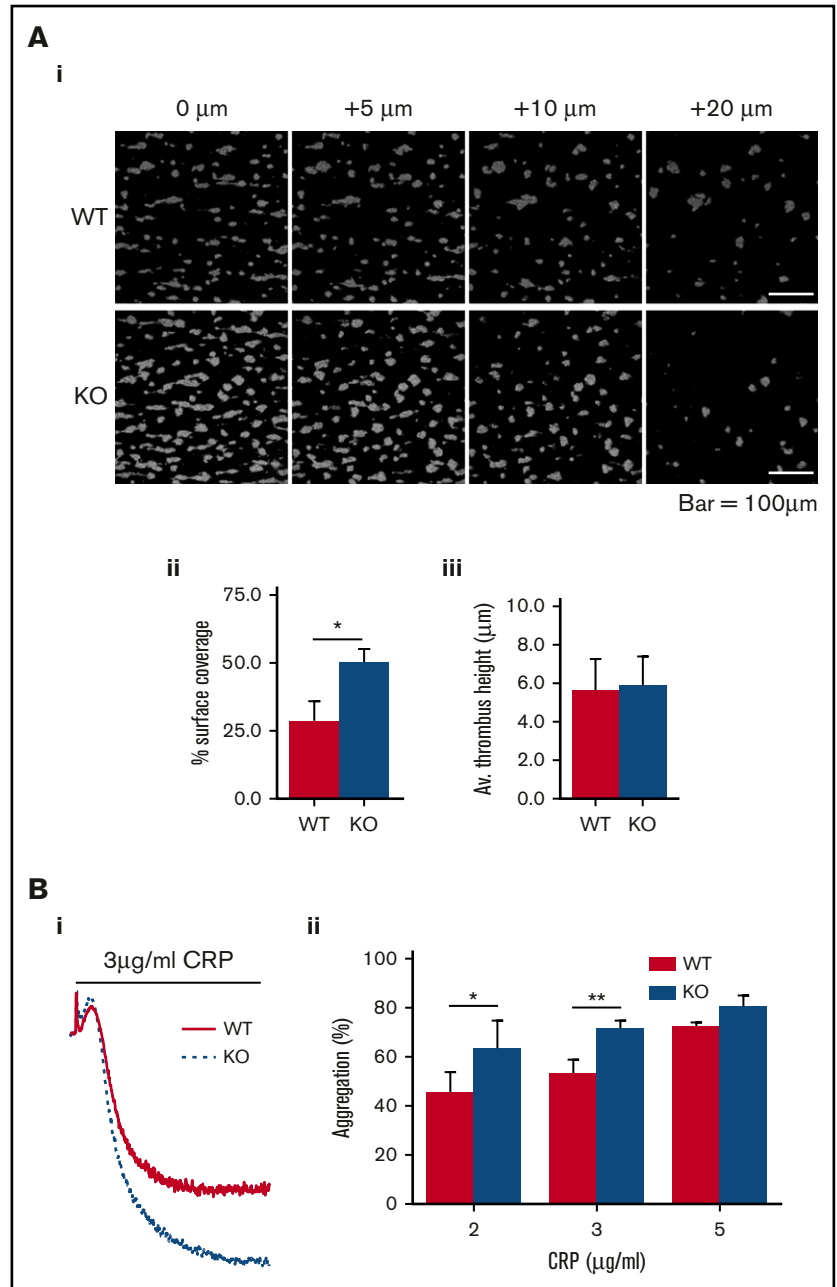 A
i
0 μm +5 μm +10 μm +20 μm
WT
KO
Bar = 100μm
ii
% surface coverage
75.0
50.0
25.0
0.0
*
WT KO
iii
Av. thrombus height (μm)
10.0
8.0
6.0
4.0
2.0
0.0
WT KO
B
i
3μg/ml CRP
WT
KO
ii
Aggregation (%)
100
80
60
40
20
0
WT
KO
* **
2 3 5
CRP (μg/ml)